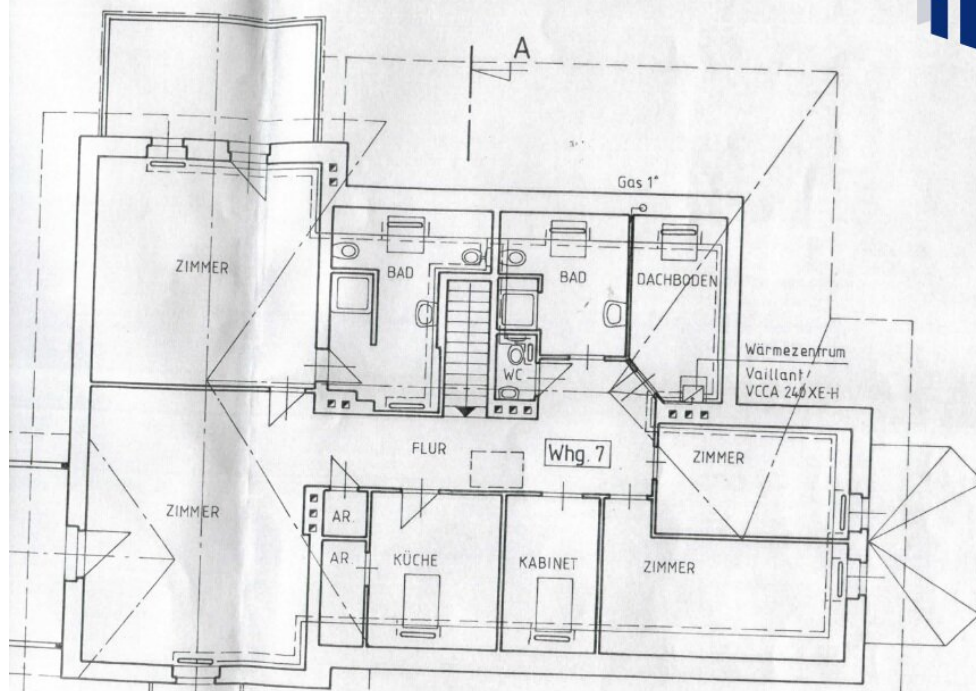 A
Gas 1"
ZIMMER
BAD
BAD
DACHBODEN
WC
Wärmezentrum
Vaillant/
VCCA 240XE-H
FLUR
Whg. 7
ZIMMER
ZIMMER
AR.
AR.
KÜCHE
KABINET
ZIMMER